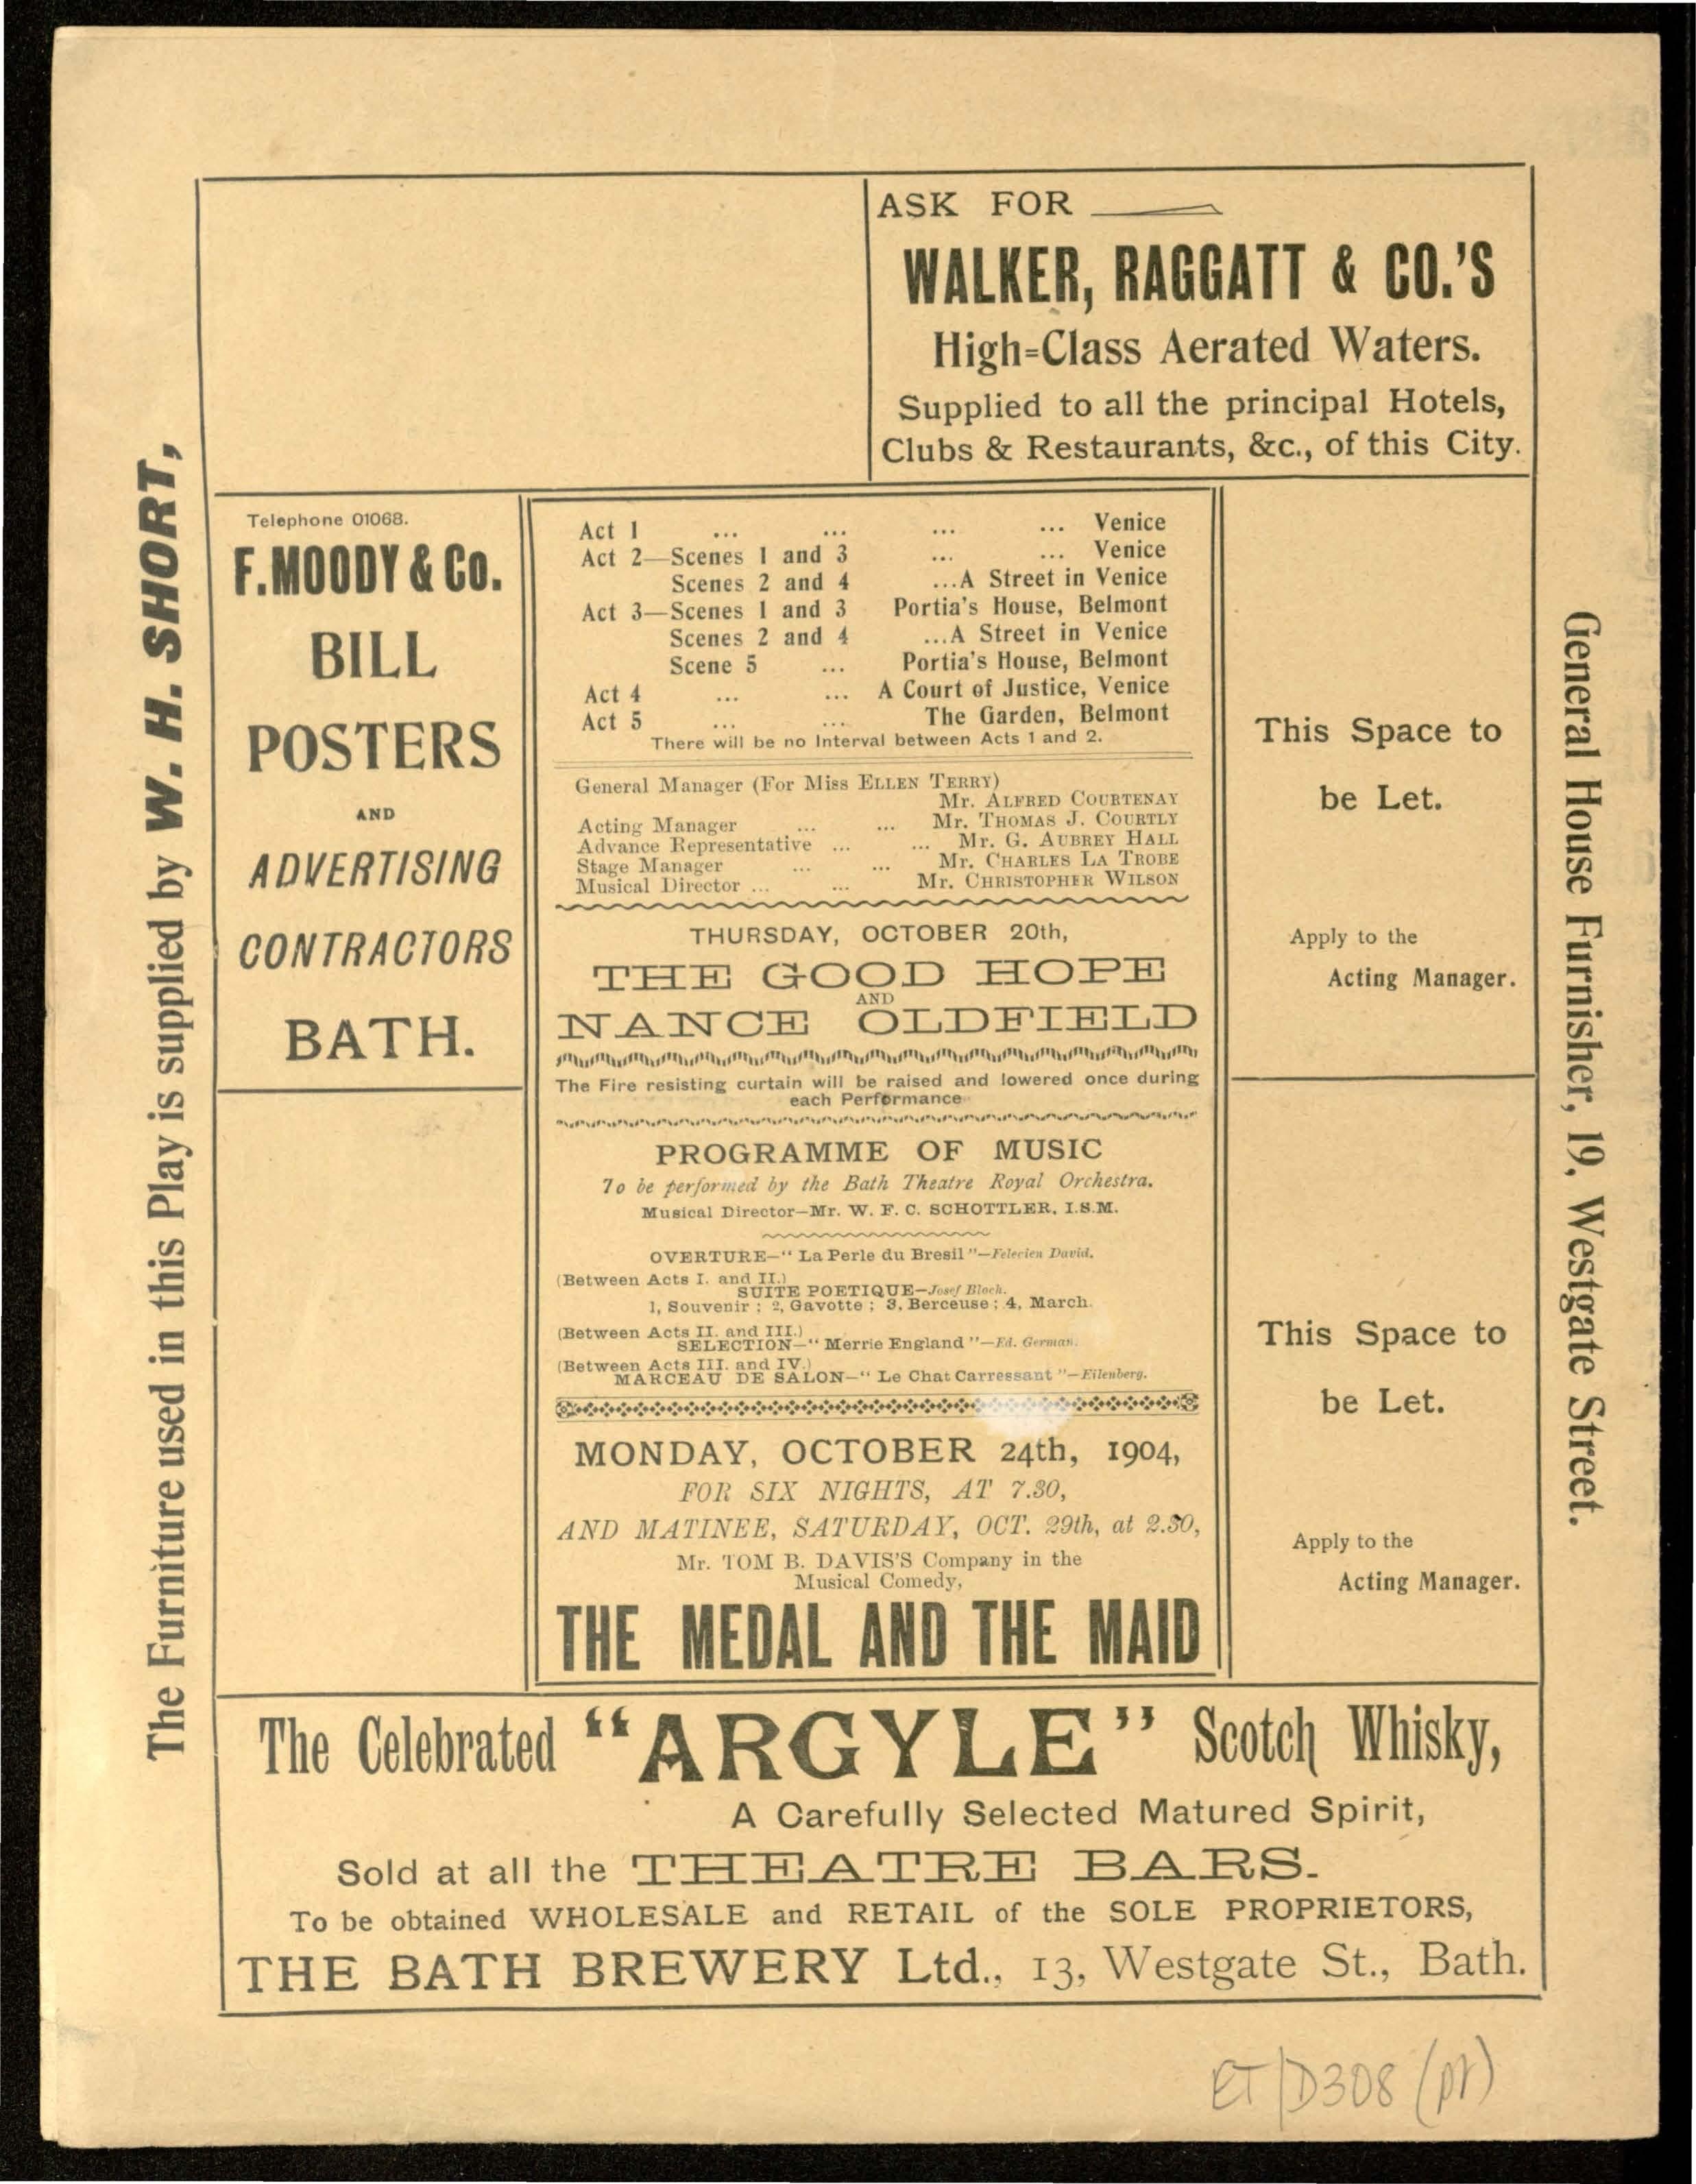 ASK FOR
WALKER, RAGGATT & CO.'S
High=Class Aerated Waters.
Supplied to all the principal Hotels,
Clubs & Restaurants, &c., of this City.
The Furniture used in this Play is supplied by W. H. SHORT,
Telephone 01068.
F. MOODY & Co.
BILL
POSTERS
AND
ADVERTISING
CONTRACTORS
BATH.
Act 1 ... ... ... ... Venice
Act 2—Scenes 1 and 3 ... ... Venice
Scenes 2 and 4 ...A Street in Venice
Act 3—Scenes 1 and 3 Portia's House, Belmont
Scenes 2 and 4 ...A Street in Venice
Scene 5 ... Portia's House, Belmont
Act 4 ... ... A Court of Justice, Venice
Act 5 ... ... The Garden, Belmont
There will be no Interval between Acts 1 and 2.
General Manager (For Miss ELLEN TERRY)
Mr. ALFRED COURTENAY
Acting Manager ... ... Mr. THOMAS J. COURTLY
Advance Representative ... ... Mr. G. AUBREY HALL
Stage Manager ... ... Mr. CHARLES LA TROBE
Musical Director ... ... Mr. CHRISTOPHER WILSON
THURSDAY, OCTOBER 20th,
THE GOOD HOPE
AND
NANCE OLDFIELD
The Fire resisting curtain will be raised and lowered once during
each Performance
PROGRAMME OF MUSIC
To be performed by the Bath Theatre Royal Orchestra.
Musical Director—Mr. W. F. C. SCHOTTLER, I.S.M.
OVERTURE—" La Perle du Bresil "—Felecien David.
(Between Acts I. and II.)
SUITE POETIQUE—Josef Bloch.
1, Souvenir ; 2, Gavotte ; 3, Berceuse ; 4, March.
(Between Acts II. and III.)
SELECTION—" Merrie England "—Ed. German.
(Between Acts III. and IV.)
MARCEAU DE SALON—" Le Chat Carressant "—Eilenberg.
MONDAY, OCTOBER 24th, 1904,
FOR SIX NIGHTS, AT 7.30,
AND MATINEE, SATURDAY, OCT. 29th, at 2.30,
Mr. TOM B. DAVIS'S Company in the
Musical Comedy,
THE MEDAL AND THE MAID
This Space to
be Let.
Apply to the
Acting Manager.
This Space to
be Let.
Apply to the
Acting Manager.
General House Furnisher, 19, Westgate Street.
The Celebrated "ARGYLE" Scotch Whisky,
A Carefully Selected Matured Spirit,
Sold at all the THEATRE BARS.
To be obtained WHOLESALE and RETAIL of the SOLE PROPRIETORS,
THE BATH BREWERY Ltd., 13, Westgate St., Bath.
ET/D308 (pr)